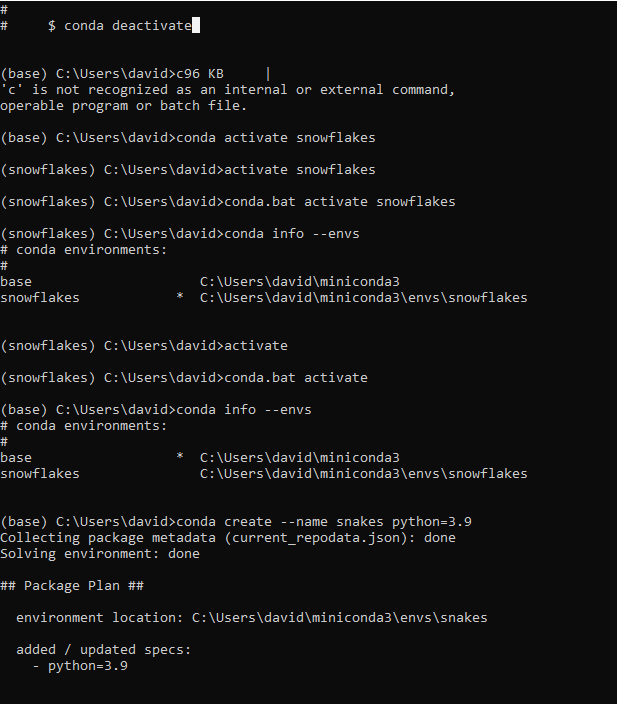 #
#     $ conda deactivate
(base) C:\Users\david>c96 KB     |
'c' is not recognized as an internal or external command,
operable program or batch file.
(base) C:\Users\david>conda activate snowflakes
(snowflakes) C:\Users\david>activate snowflakes
(snowflakes) C:\Users\david>conda.bat activate snowflakes
(snowflakes) C:\Users\david>conda info --envs
# conda environments:
#
base                     C:\Users\david\miniconda3
snowflakes            *  C:\Users\david\miniconda3\envs\snowflakes
(snowflakes) C:\Users\david>activate
(snowflakes) C:\Users\david>conda.bat activate
(base) C:\Users\david>conda info --envs
# conda environments:
#
base                  *  C:\Users\david\miniconda3
snowflakes               C:\Users\david\miniconda3\envs\snowflakes
(base) C:\Users\david>conda create --name snakes python=3.9
Collecting package metadata (current_repodata.json): done
Solving environment: done
## Package Plan ##
  environment location: C:\Users\david\miniconda3\envs\snakes
  added / updated specs:
    - python=3.9